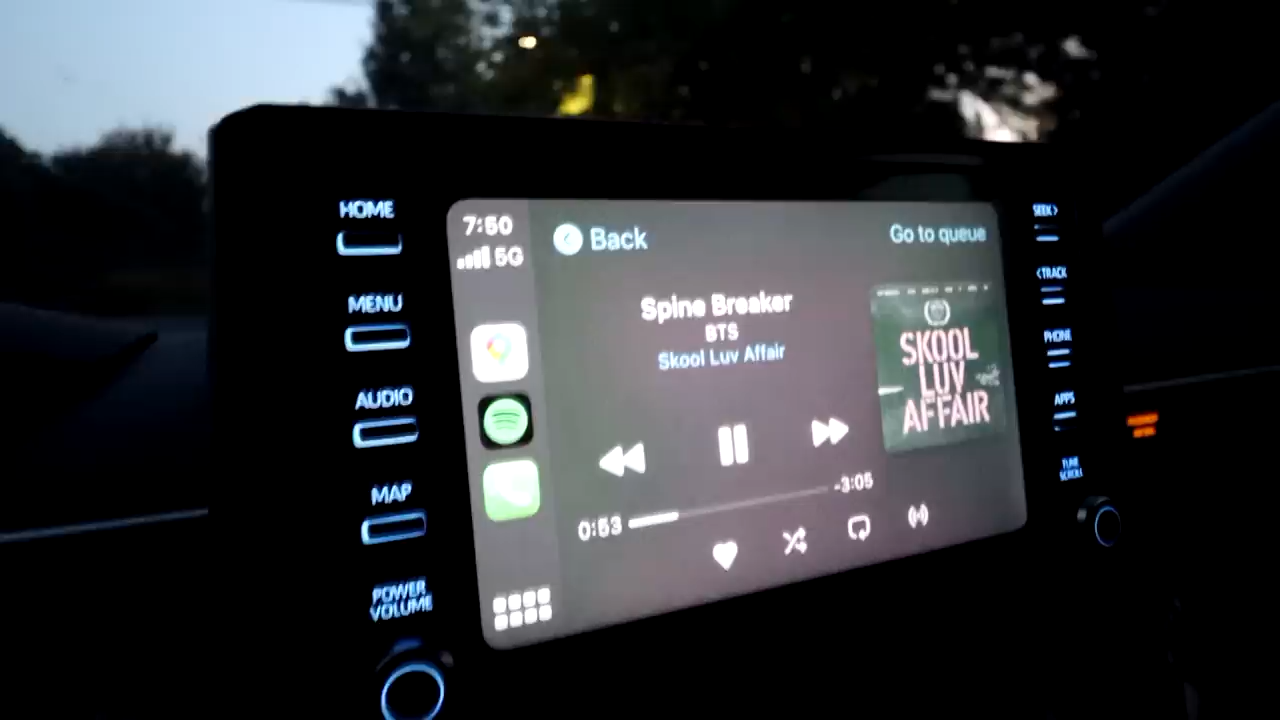 HOME
MENU
AUDIO
MAP
POWER
VOLUME
7:50
5G
Back
Go to queue
Spine Breaker
BTS
Skool Luv Affair
0:53
-3:05
SKOOL
LUV
AFFAIR
SEEK >
< TRACK
PHONE
APPS
TUNE
SCROLL